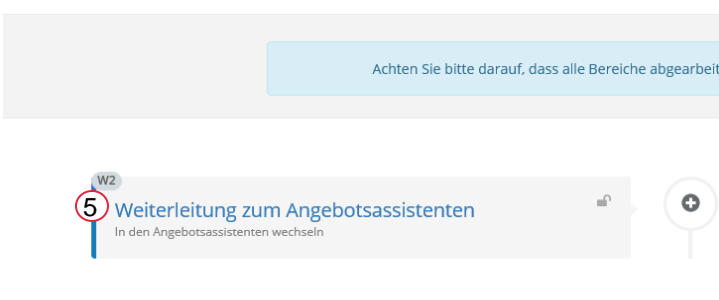 Achten Sie bitte darauf, dass alle Bereiche abgearbeit
W2
5
Weiterleitung zum Angebotsassistenten
In den Angebotsassistenten wechseln